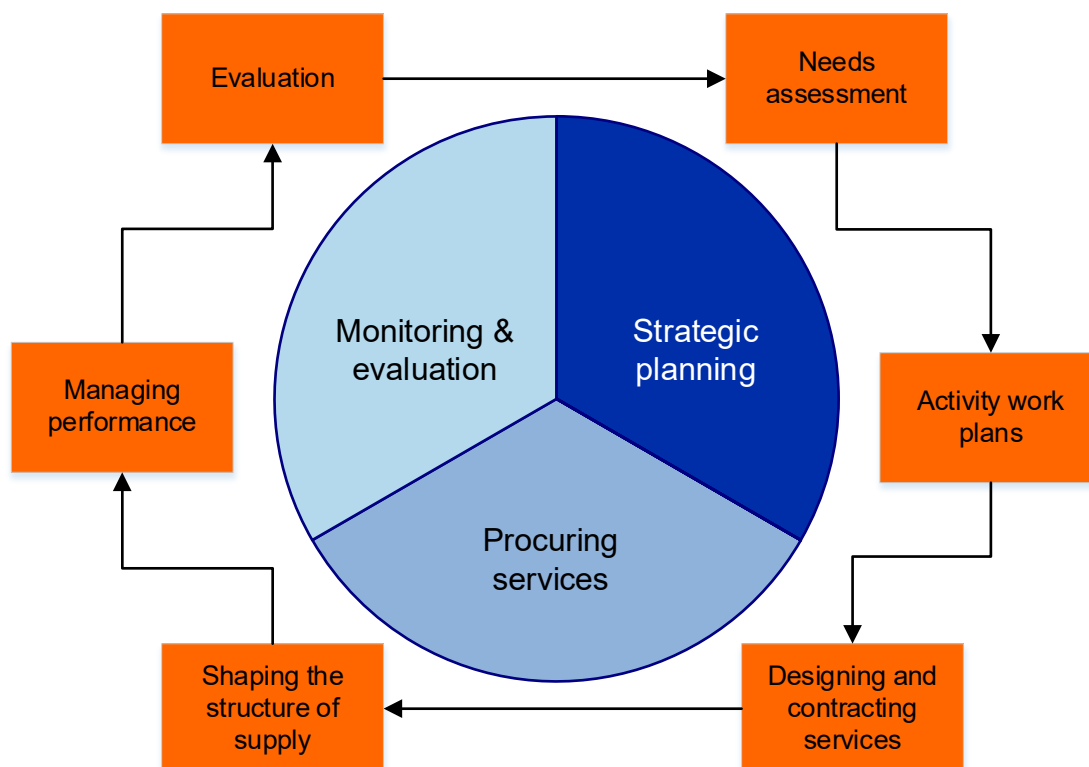 Evaluation
Needs
assessment
Monitoring &
evaluation
Strategic
planning
Managing
performance
Activity work
plans
Procuring
services
Shaping the
structure of
supply
Designing and
contracting
services